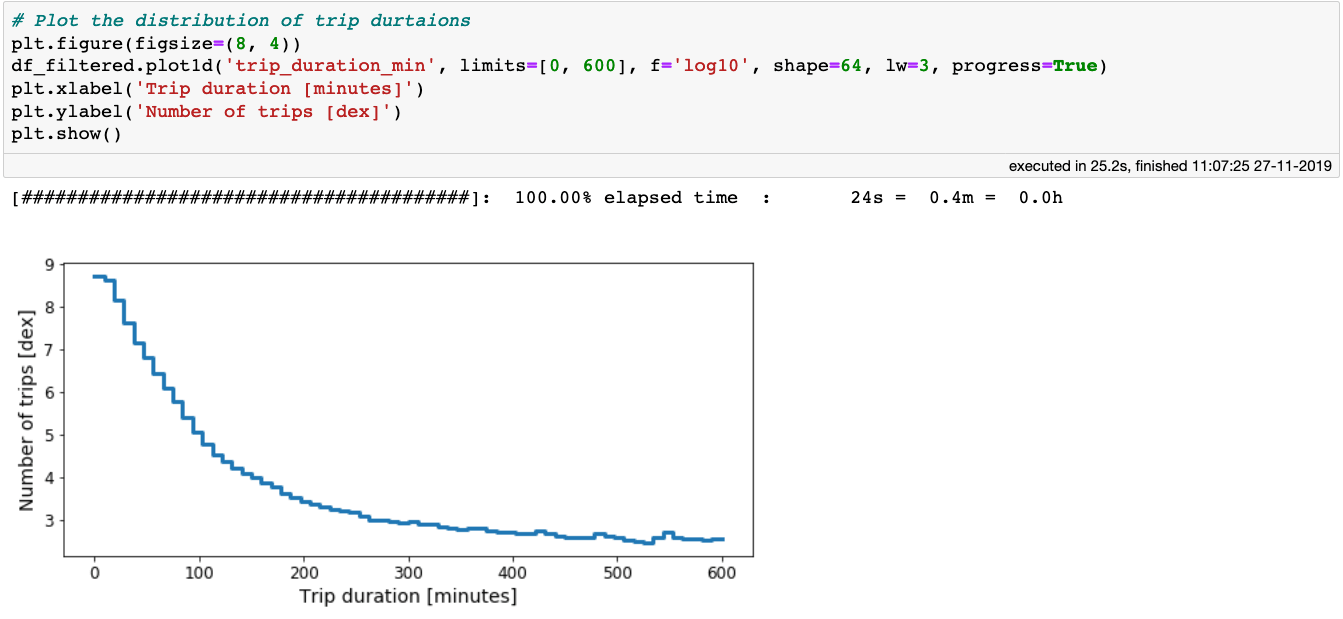 # Plot the distribution of trip durtaions
plt.figure(figsize=(8, 4))
df_filtered.plot1d('trip_duration_min', limits=[0, 600], f='log10', shape=64, lw=3, progress=True)
plt.xlabel('Trip duration [minutes]')
plt.ylabel('Number of trips [dex]')
plt.show()
executed in 25.2s, finished 11:07:25 27-11-2019
[########################################]:  100.00% elapsed time  :       24s =  0.4m =  0.0h
Number of trips [dex]
9
8
7
6
5
4
3
0 100 200 300 400 500 600
Trip duration [minutes]